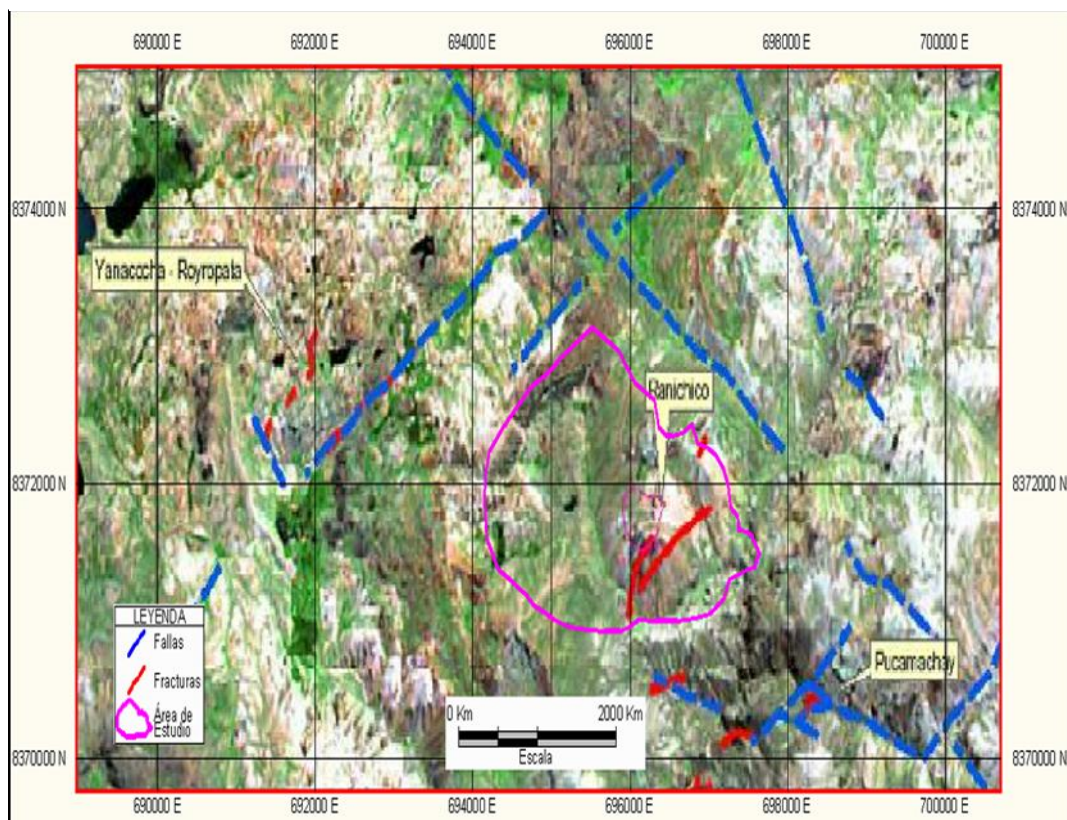 690000 E 692000 E 694000 E 696000 E 698000 E 700000 E
8374000 N 8374000 N
Yanacocha - Royropata
Ranichico
8372000 N 8372000 N
LEYENDA
Fallas
Fracturas
Área de
Estudio
Pucamachay
0 Km 2000 Km
Escala
8370000 N 8370000 N
690000 E 692000 E 694000 E 696000 E 698000 E 700000 E